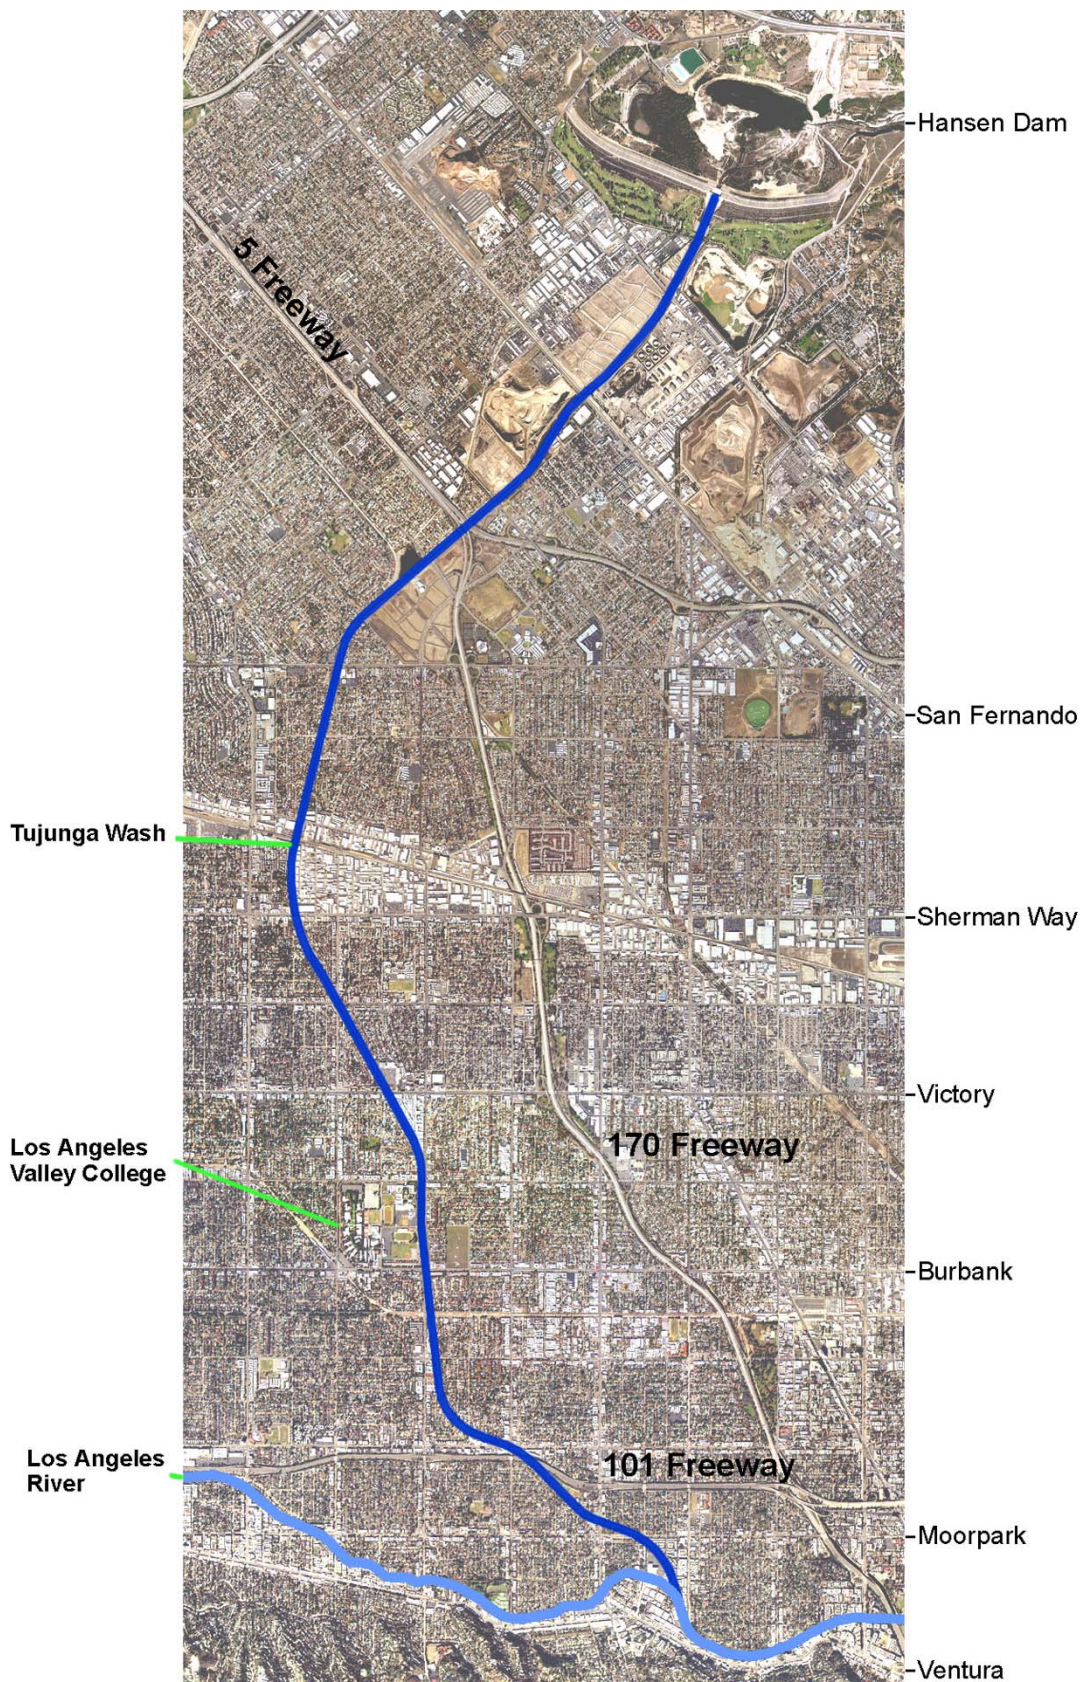 Hansen Dam
5 Freeway
San Fernando
Tujunga Wash
Sherman Way
Victory
170 Freeway
Los Angeles
Valley College
Burbank
Los Angeles
River
101 Freeway
Moorpark
Ventura